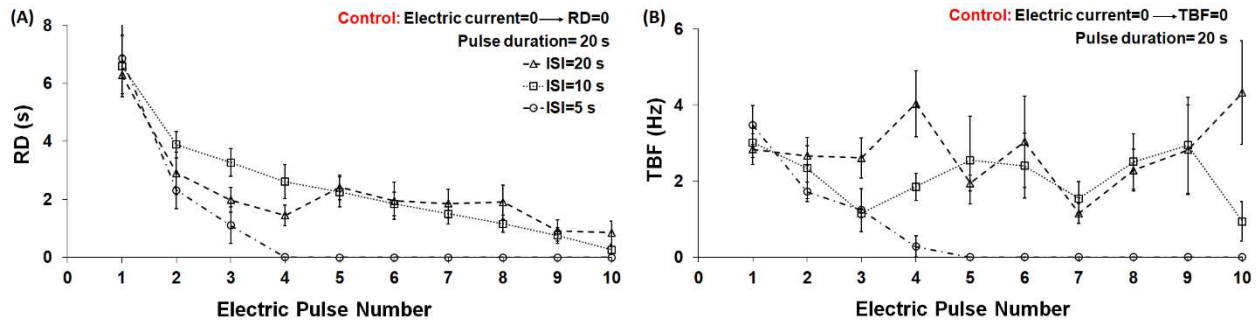 (A)
Control: Electric current=0 → RD=0
Pulse duration= 20 s
ISI=20 s
ISI=10 s
ISI=5 s
RD (s)
8
6
4
2
0
0 1 2 3 4 5 6 7 8 9 10
Electric Pulse Number
(B)
Control: Electric current=0 → TBF=0
Pulse duration= 20 s
TBF (Hz)
6
4
2
0
0 1 2 3 4 5 6 7 8 9 10
Electric Pulse Number